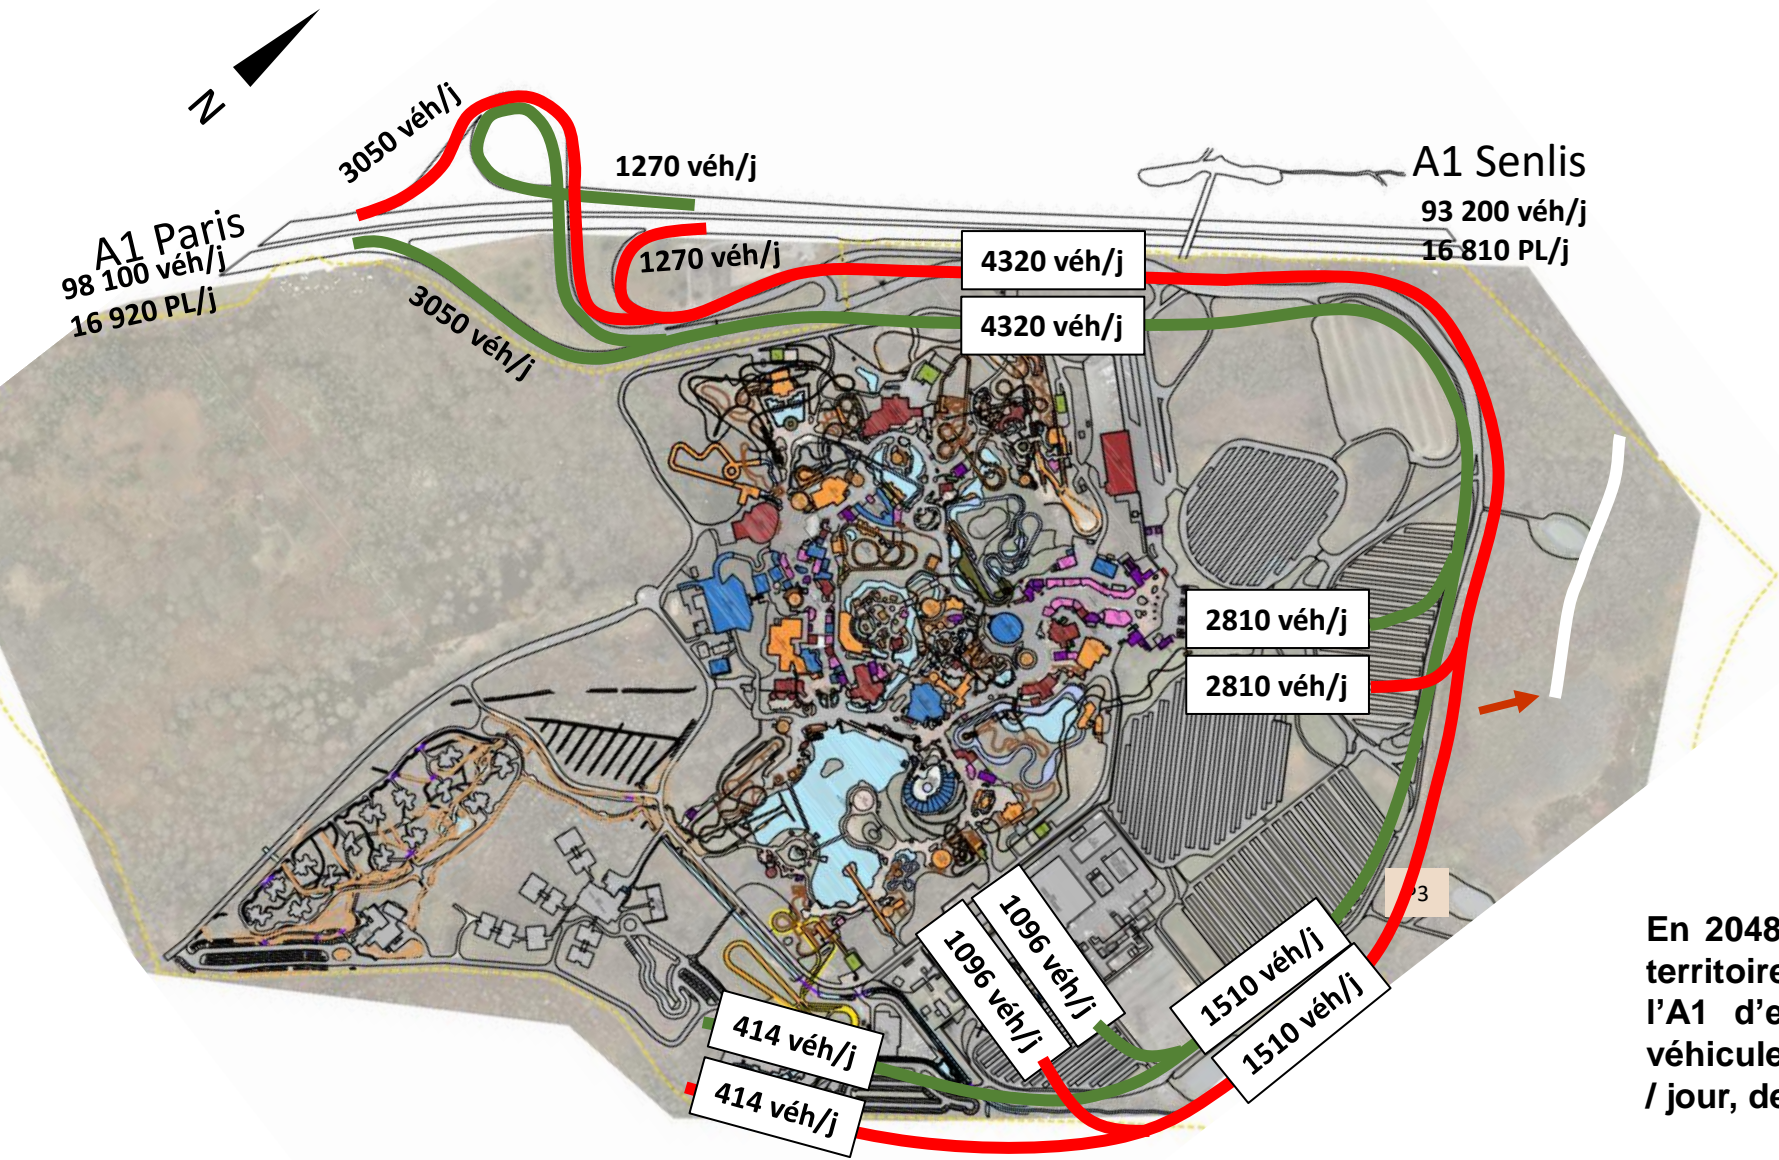 N
3050 véh/j
1270 véh/j
A1 Senlis
93 200 véh/j
16 810 PL/j
A1 Paris
98 100 véh/j
16 920 PL/j
1270 véh/j
3050 véh/j
4320 véh/j
4320 véh/j
2810 véh/j
2810 véh/j
P3
1096 véh/j
1096 véh/j
1510 véh/j
1510 véh/j
414 véh/j
414 véh/j
En 2048
territoire
l'A1 d'e
véhicule
/ jour, de